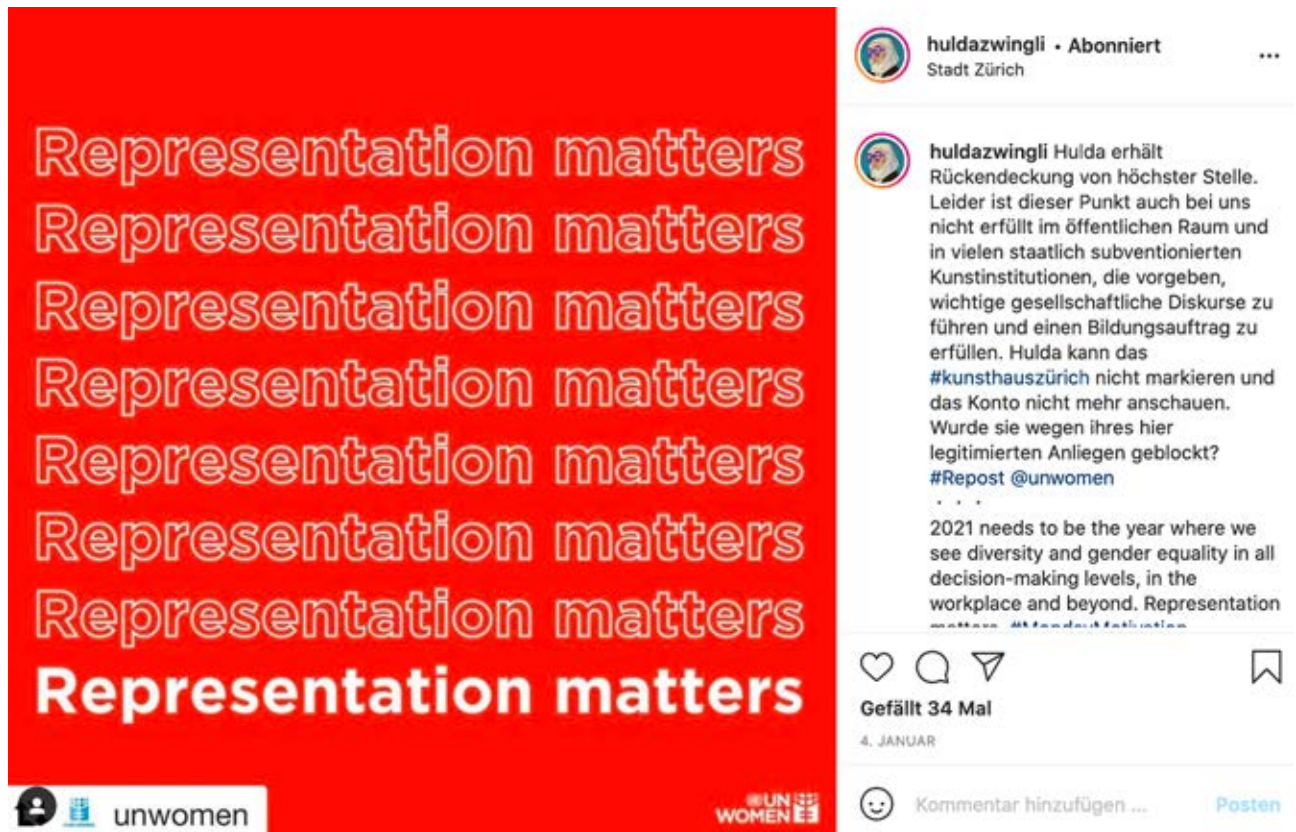 Representation matters
Representation matters
Representation matters
Representation matters
Representation matters
Representation matters
Representation matters
Representation matters
unwomen
UN
WOMEN
huldazwingli • Abonniert
Stadt Zürich
huldazwingli Hulda erhält
Rückendeckung von höchster Stelle.
Leider ist dieser Punkt auch bei uns
nicht erfüllt im öffentlichen Raum und
in vielen staatlich subventionierten
Kunstinstitutionen, die vorgeben,
wichtige gesellschaftliche Diskurse zu
führen und einen Bildungsauftrag zu
erfüllen. Hulda kann das
#kunsthauszürich nicht markieren und
das Konto nicht mehr anschauen.
Wurde sie wegen ihres hier
legitimierten Anliegen geblockt?
#Repost @unwomen
. . .
2021 needs to be the year where we
see diversity and gender equality in all
decision-making levels, in the
workplace and beyond. Representation
matters. #MondayMotivation
Gefällt 34 Mal
4. JANUAR
Kommentar hinzufügen ...
Posten